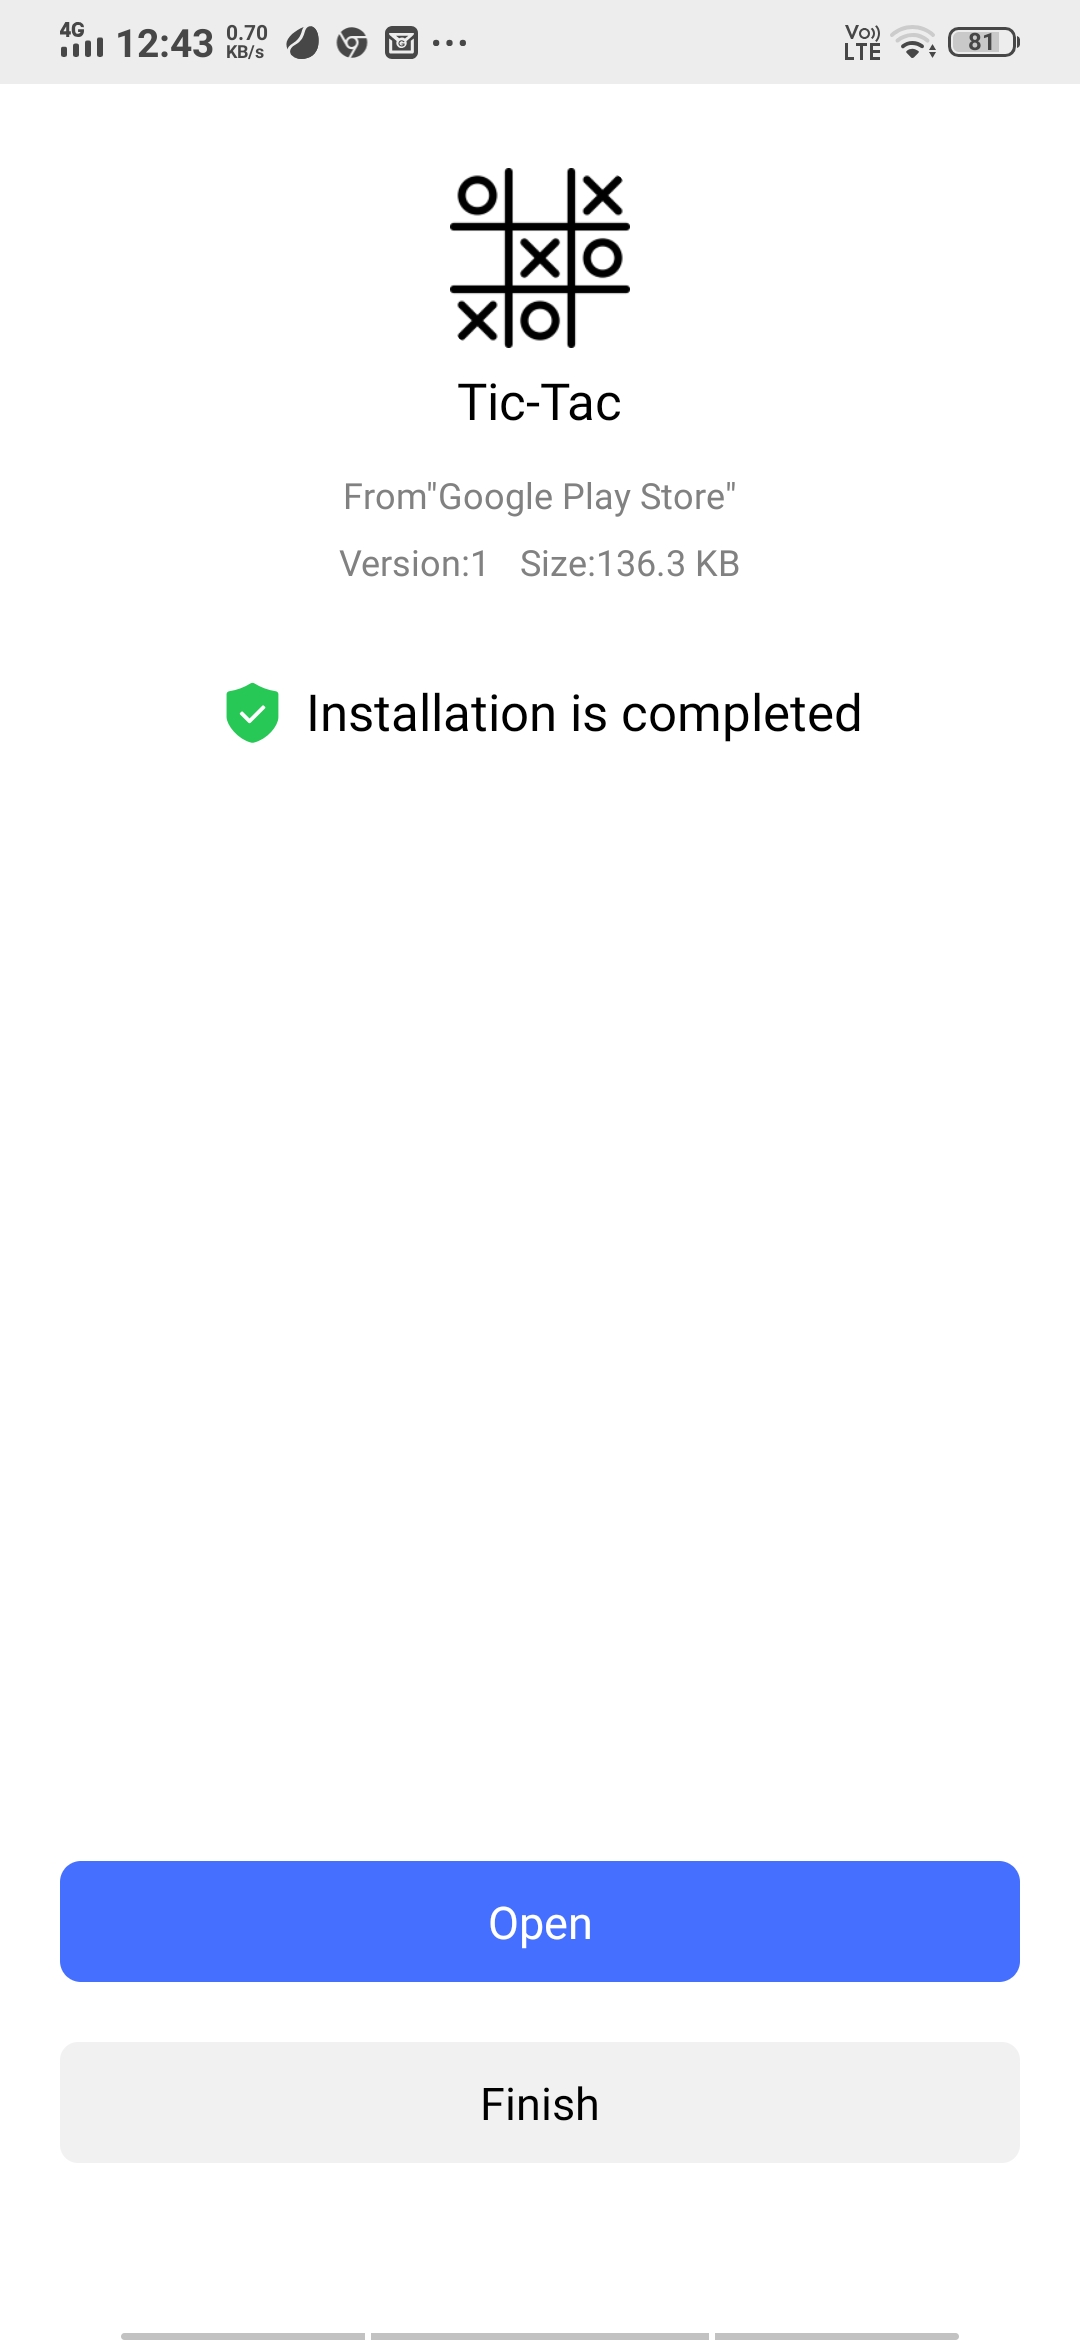 4G 12:43 0.70 KB/s Vo)) LTE 81
Tic-Tac
From"Google Play Store"
Version:1 Size:136.3 KB
Installation is completed
Open
Finish